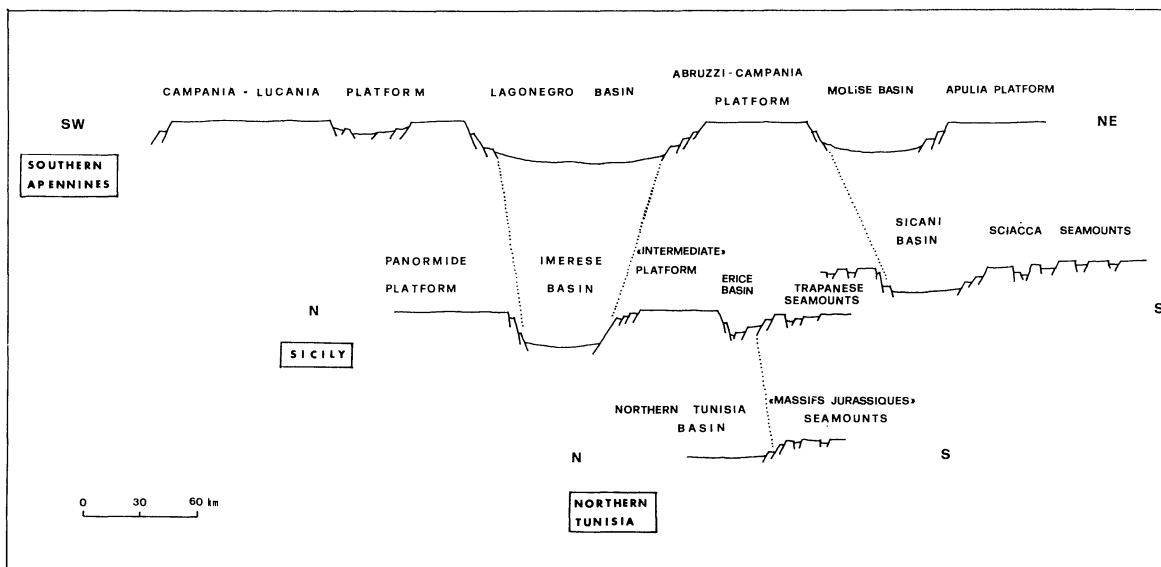 ABRUZZI-CAMPANIA
CAMPANIA - LUCANIA PLATFORM LAGONEGRO BASIN PLATFORM MOLiSE BASIN APULIA PLATFORM
SW NE
SOUTHERN
APENNINES
SICANI
BASIN SCIACCA SEAMOUNTS
PANORMIDE IMERESE «INTERMEDIATE»
PLATFORM BASIN PLATFORM
ERICE
BASIN
TRAPANESE
SEAMOUNTS
N S
SICILY
NORTHERN TUNISIA
BASIN
«MASSIFS JURASSIQUES»
SEAMOUNTS
N S
0 30 60 km
NORTHERN
TUNISIA